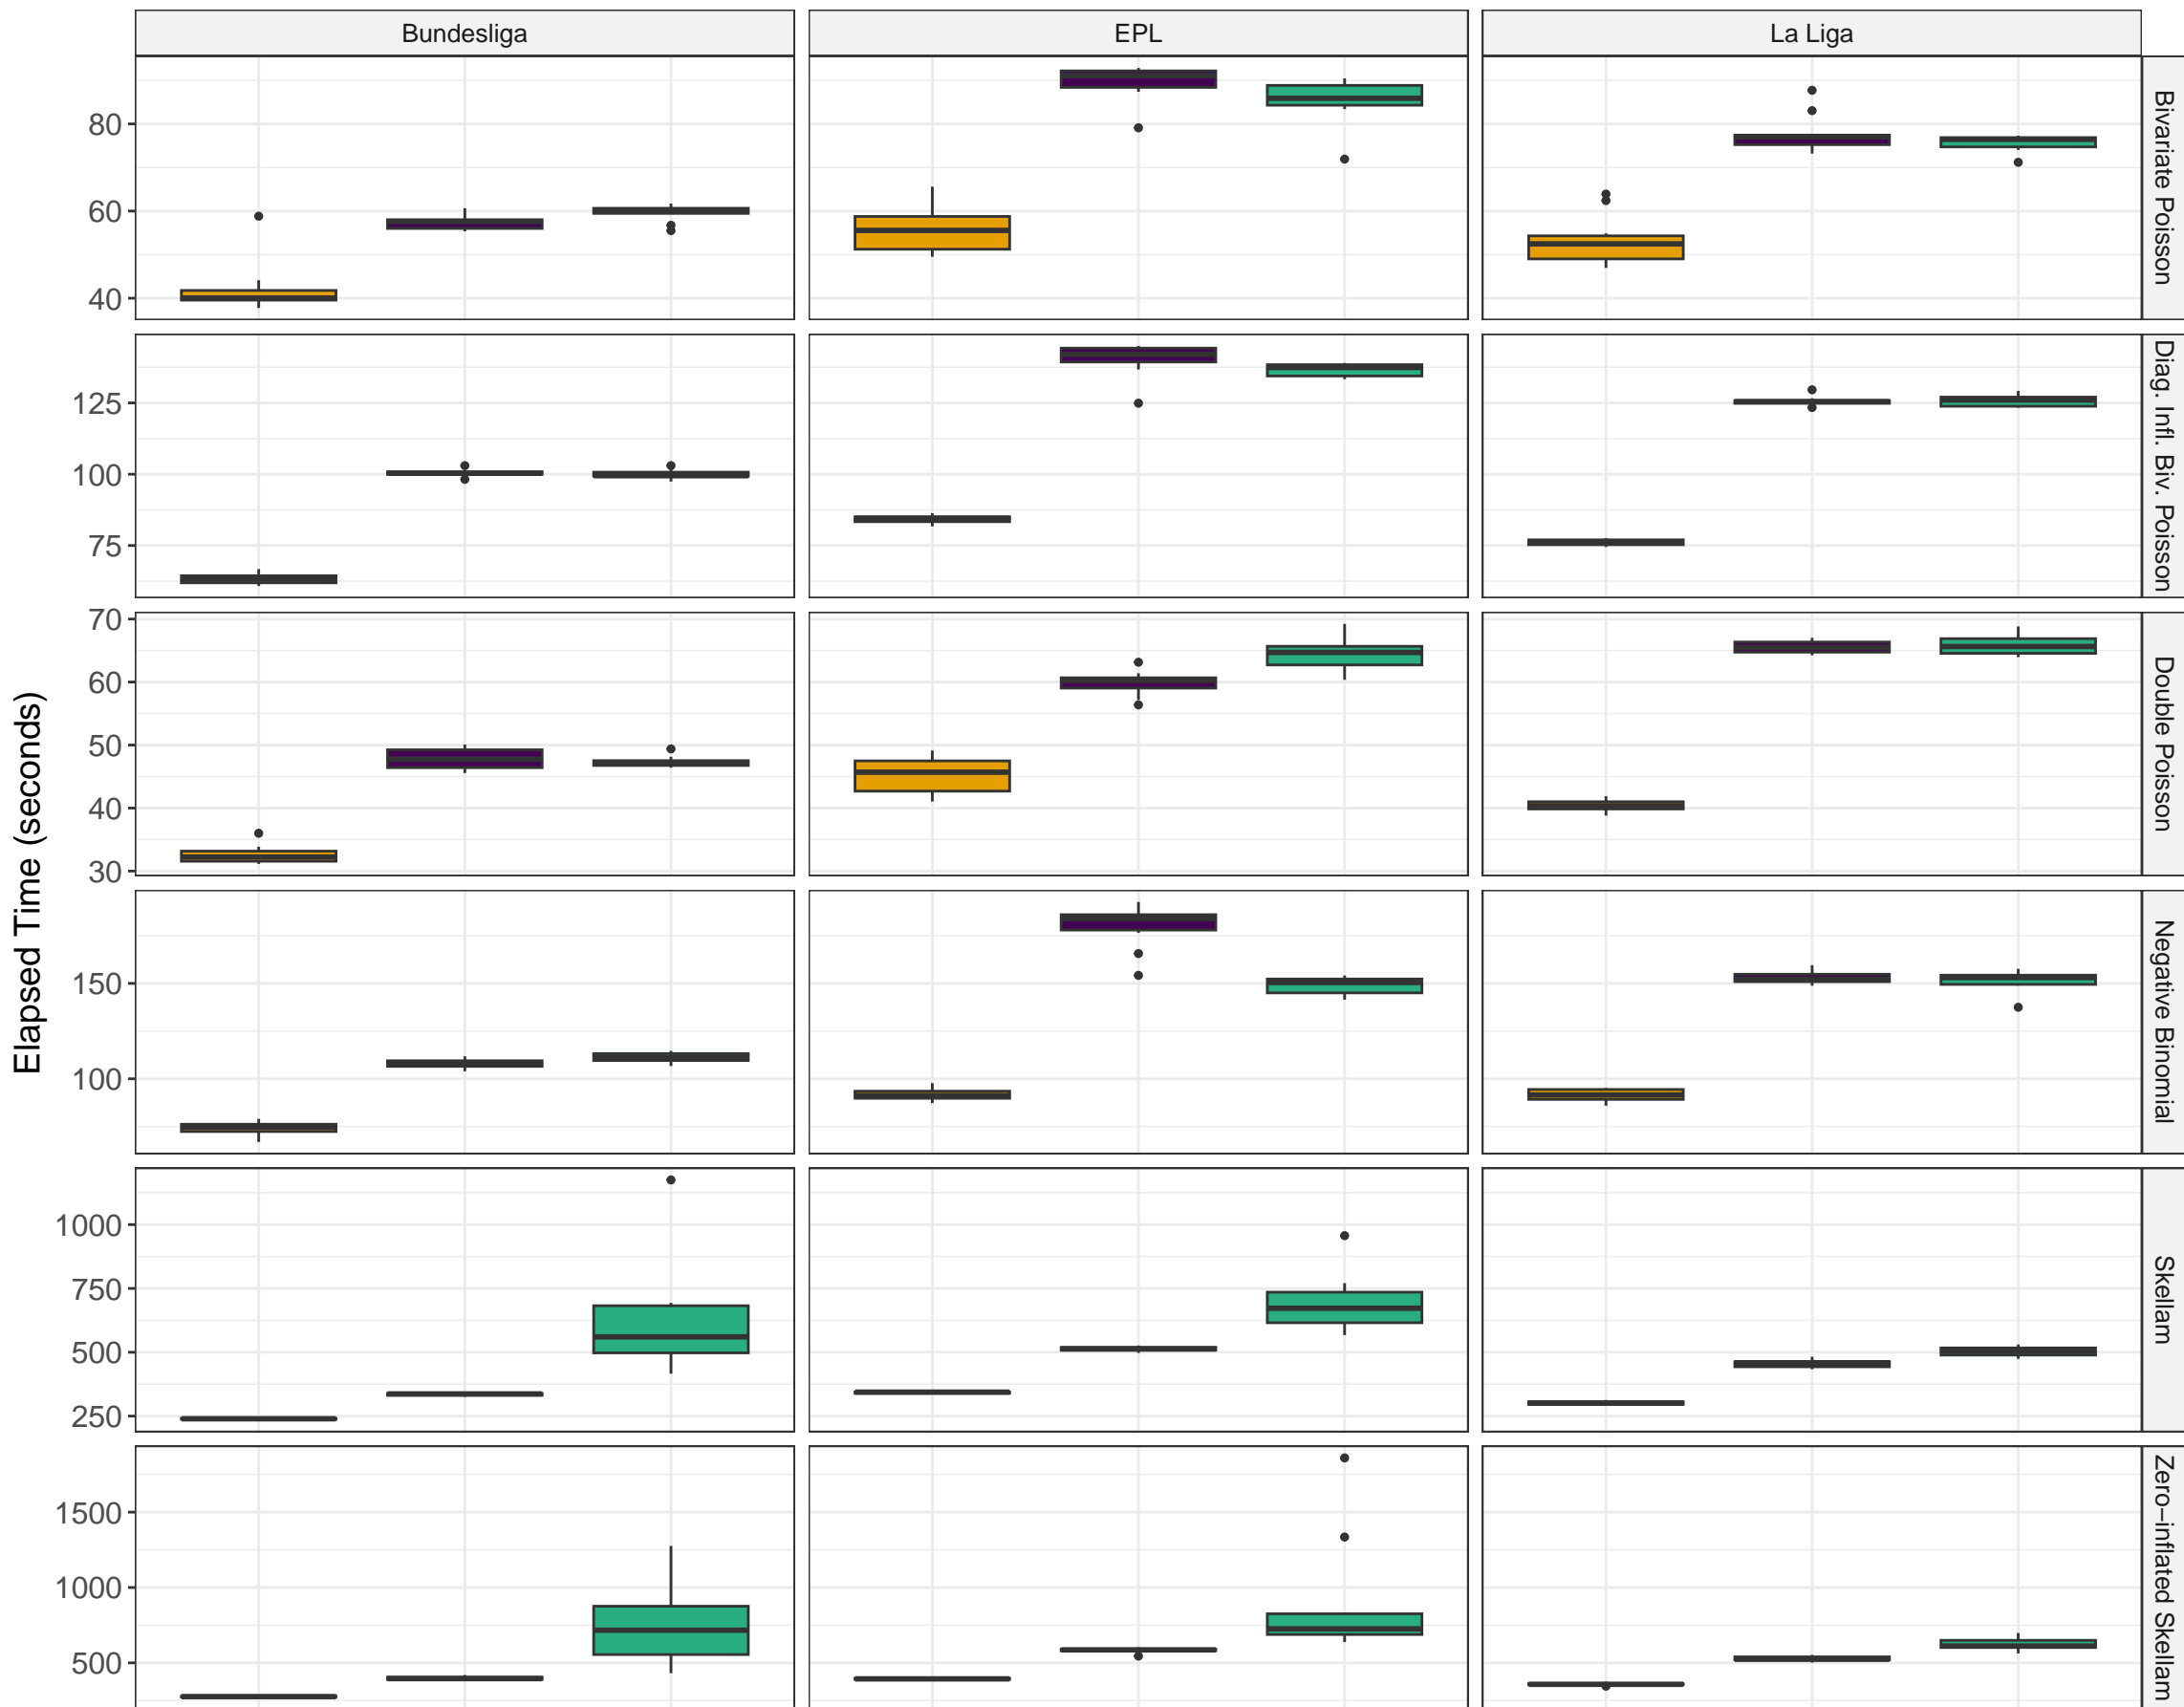 Bundesliga
EPL
La Liga
80
60
40
Bivariate Poisson
125
100
75
Diag. Infl. Biv. Poisson
70
60
50
40
30
Double Poisson
Elapsed Time (seconds)
150
100
Negative Binomial
1000
750
500
250
Skellam
1500
1000
500
Zero−inflated Skellam